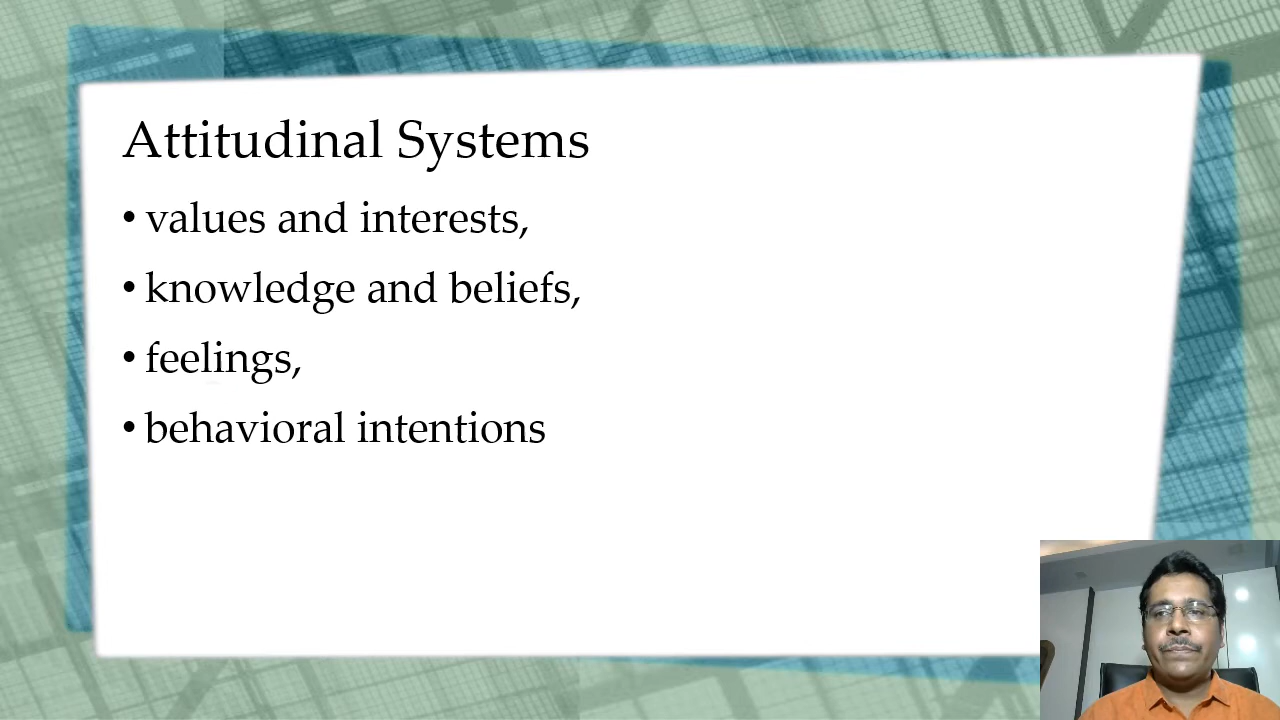 Attitudinal Systems
• values and interests,
• knowledge and beliefs,
• feelings,
• behavioral intentions